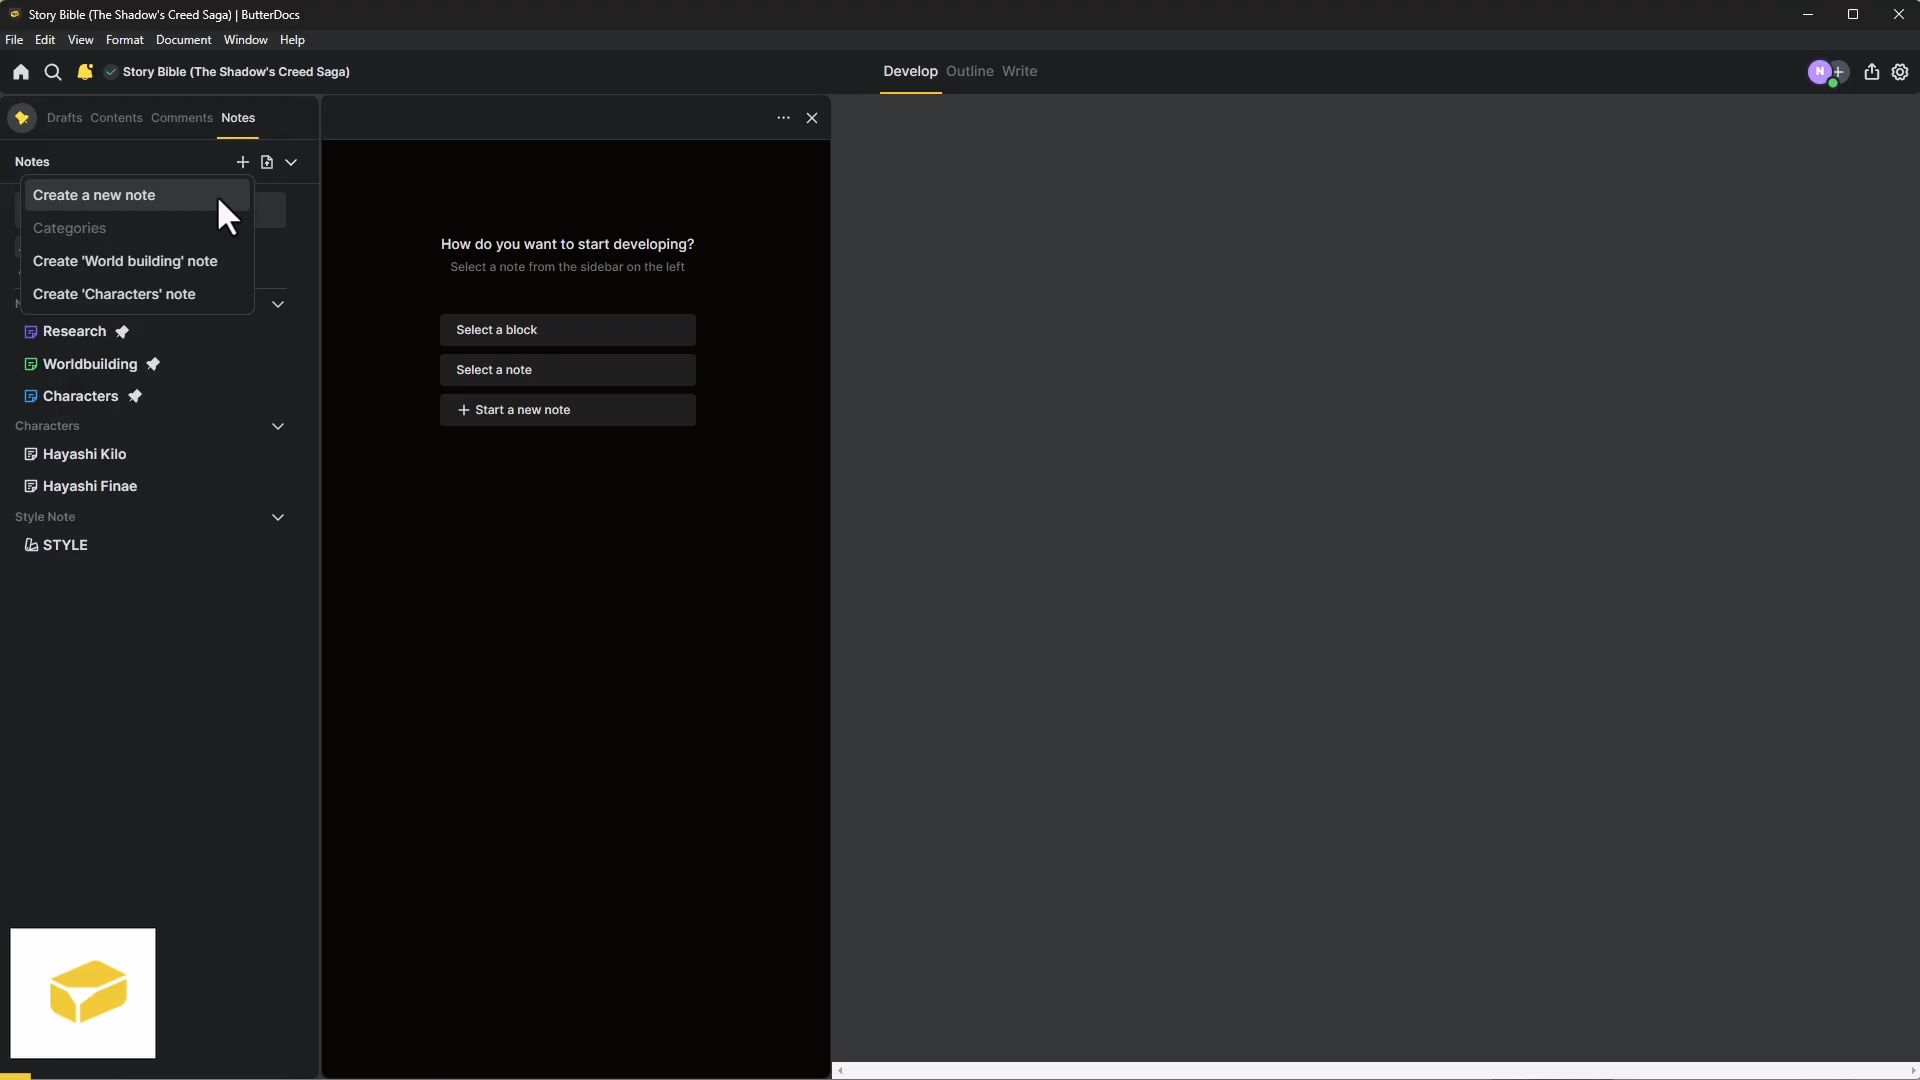 Story Bible (The Shadow's Creed Saga) | ButterDocs
File Edit View Format Document Window Help
Story Bible (The Shadow's Creed Saga)
Develop Outline Write
N
Drafts Contents Comments Notes
Notes
Create a new note
Categories
Create 'World building' note
Create 'Characters' note
Research
Worldbuilding
Characters
Characters
Hayashi Kilo
Hayashi Finae
Style Note
STYLE
How do you want to start developing?
Select a note from the sidebar on the left
Select a block
Select a note
Start a new note